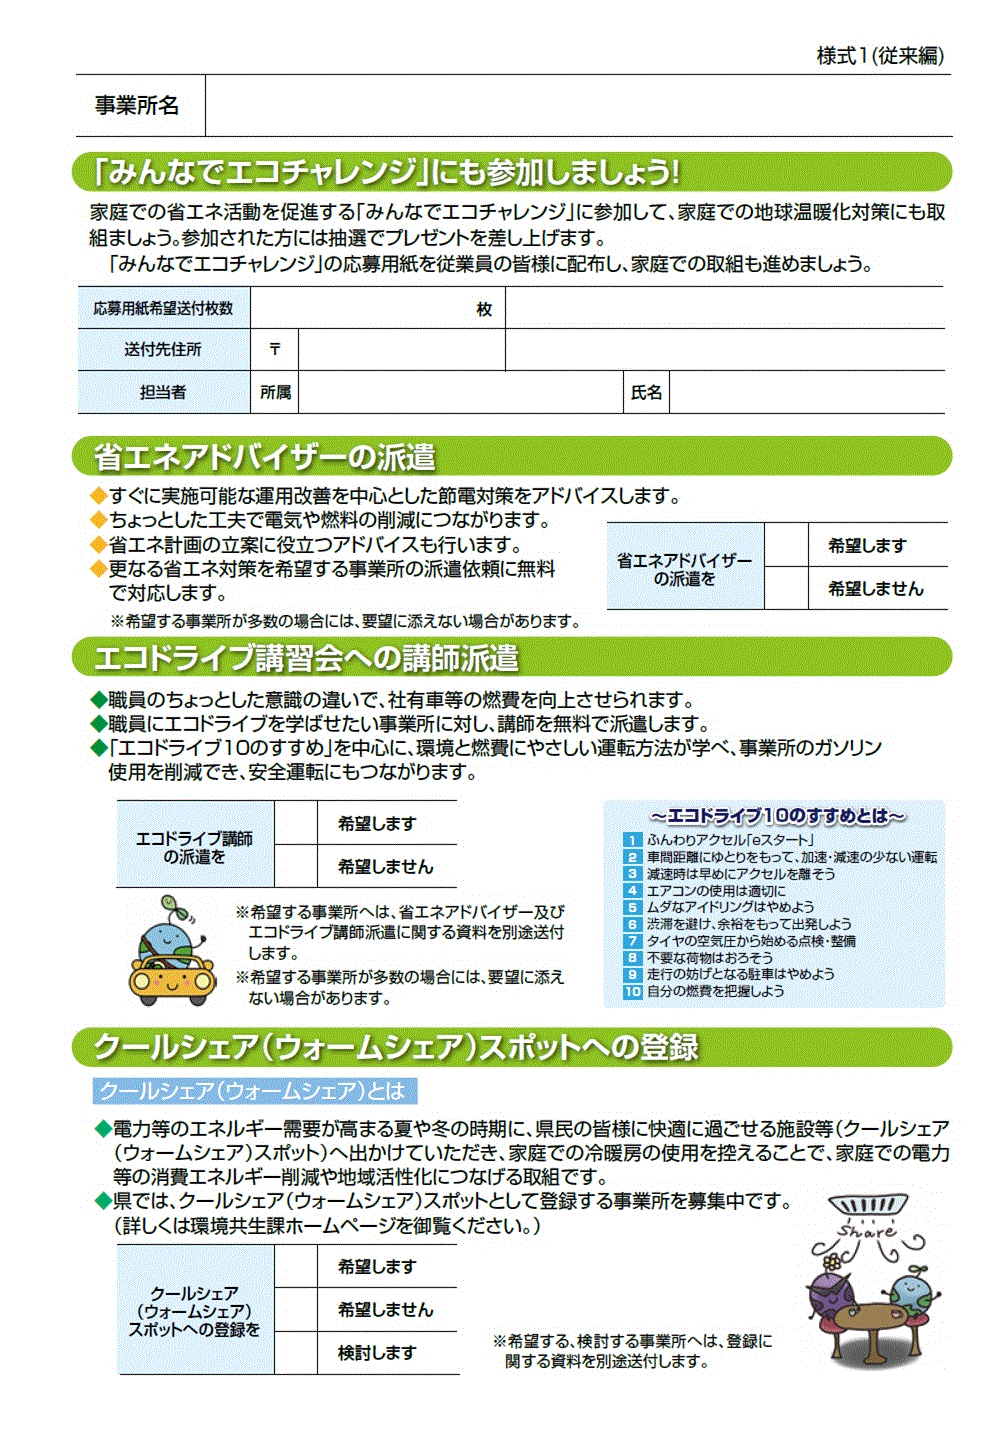 様式1(従来編)
事業所名
「みんなでエコチャレンジ」にも参加しましょう!
家庭での省エネ活動を促進する「みんなでエコチャレンジ」に参加して、家庭での地球温暖化対策にも取
組ましょう。参加された方には抽選でプレゼントを差し上げます。
「みんなでエコチャレンジ」の応募用紙を従業員の皆様に配布し、家庭での取組も進めましょう。
応募用紙希望送付枚数 枚
送付先住所 〒
担当者 所属 氏名
省エネアドバイザーの派遣
◆すぐに実施可能な運用改善を中心とした節電対策をアドバイスします。
◆ちょっとした工夫で電気や燃料の削減につながります。
◆省エネ計画の立案に役立つアドバイスも行います。
◆更なる省エネ対策を希望する事業所の派遣依頼に無料
で対応します。
※希望する事業所が多数の場合には、要望に添えない場合があります。
省エネアドバイザー
の派遣を
希望します
希望しません
エコドライブ講習会への講師派遣
◆職員のちょっとした意識の違いで、社有車等の燃費を向上させられます。
◆職員にエコドライブを学ばせたい事業所に対し、講師を無料で派遣します。
◆「エコドライブ10のすすめ」を中心に、環境と燃費にやさしい運転方法が学べ、事業所のガソリン
使用を削減でき、安全運転にもつながります。
エコドライブ講師
の派遣を
希望します
希望しません
※希望する事業所へは、省エネアドバイザー及び
エコドライブ講師派遣に関する資料を別途送付
します。
※希望する事業所が多数の場合には、要望に添え
ない場合があります。
～エコドライブ10のすすめとは～
1 ふんわりアクセル「eスタート」
2 車間距離にゆとりをもって、加速・減速の少ない運転
3 減速時は早めにアクセルを離そう
4 エアコンの使用は適切に
5 ムダなアイドリングはやめよう
6 渋滞を避け、余裕をもって出発しよう
7 タイヤの空気圧から始める点検・整備
8 不要な荷物はおろそう
9 走行の妨げとなる駐車はやめよう
10 自分の燃費を把握しよう
クールシェア(ウォームシェア)スポットへの登録
クールシェア(ウォームシェア)とは
◆電力等のエネルギー需要が高まる夏や冬の時期に、県民の皆様に快適に過ごせる施設等(クールシェア
(ウォームシェア)スポット)へ出かけていただき、家庭での冷暖房の使用を控えることで、家庭での電力
等の消費エネルギー削減や地域活性化につなげる取組です。
◆県では、クールシェア(ウォームシェア)スポットとして登録する事業所を募集中です。
(詳しくは環境共生課ホームページを御覧ください。)
クールシェア
(ウォームシェア)
スポットへの登録を
希望します
希望しません
検討します
※希望する、検討する事業所へは、登録に
関する資料を別途送付します。
Share